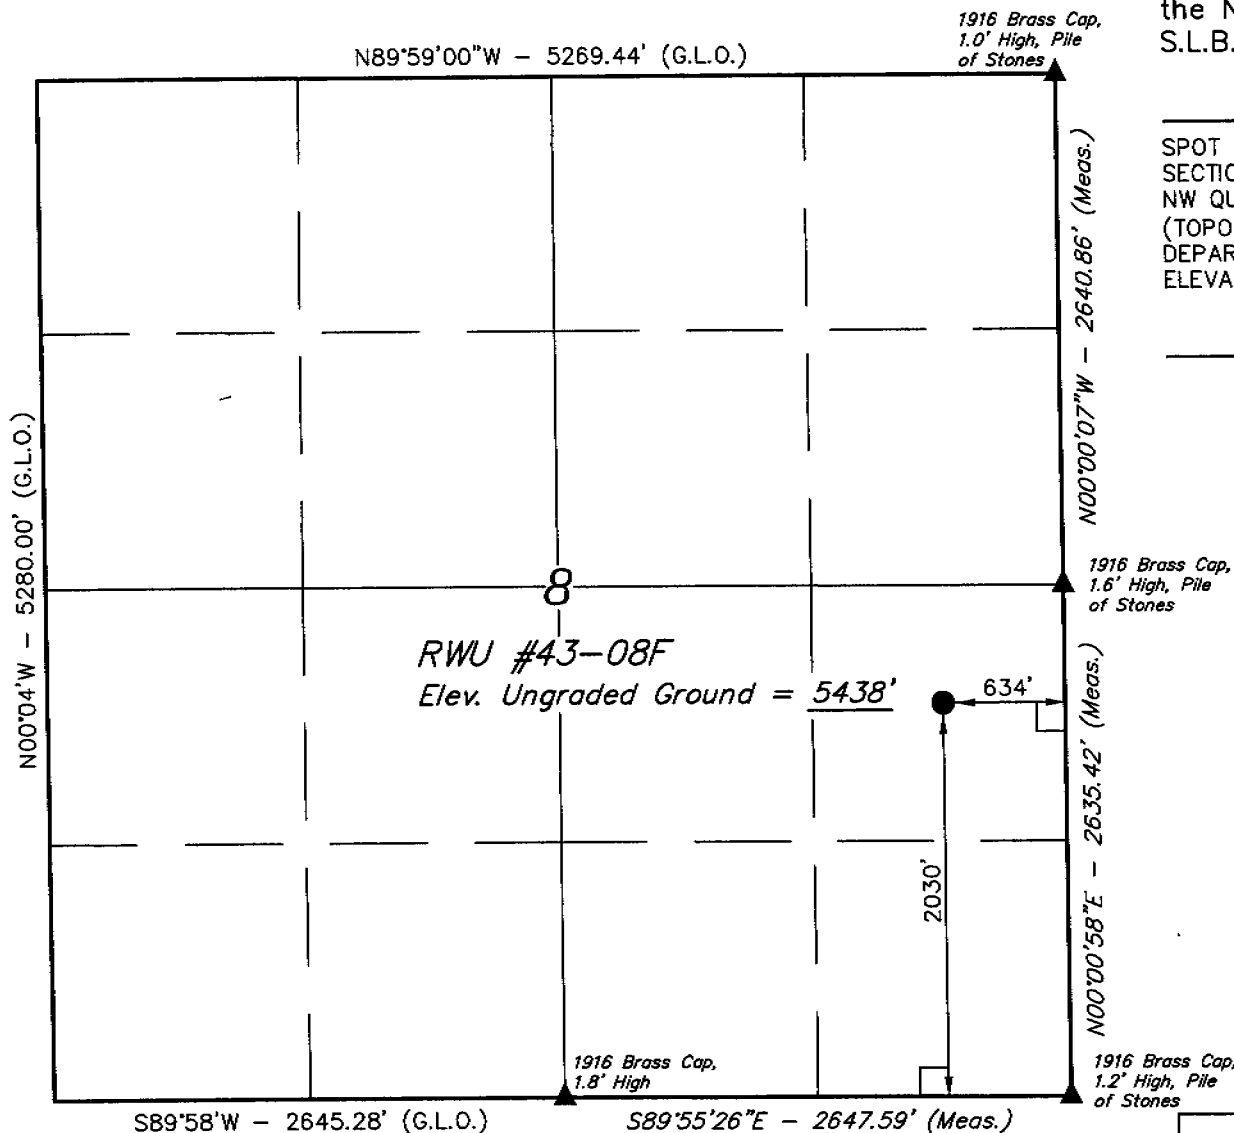 1916 Brass Cap,
1.0' High, Pile
of Stones
the N
S.L.B.
N89°59'00"W - 5269.44' (G.L.O.)
SPOT
SECTIO
NW QU
(TOPO
DEPAR
ELEVA
N00°00'07"W - 2640.86' (Meas.)
N00°04'W - 5280.00' (G.L.O.)
8
1916 Brass Cap,
1.6' High, Pile
of Stones
RWU #43-08F
Elev. Ungraded Ground = 5438'
634'
2030'
N00°00'58"E - 2635.42' (Meas.)
1916 Brass Cap,
1.8' High
1916 Brass Cap,
1.2' High, Pile
of Stones
S89°58'W - 2645.28' (G.L.O.)
S89°55'26"E - 2647.59' (Meas.)